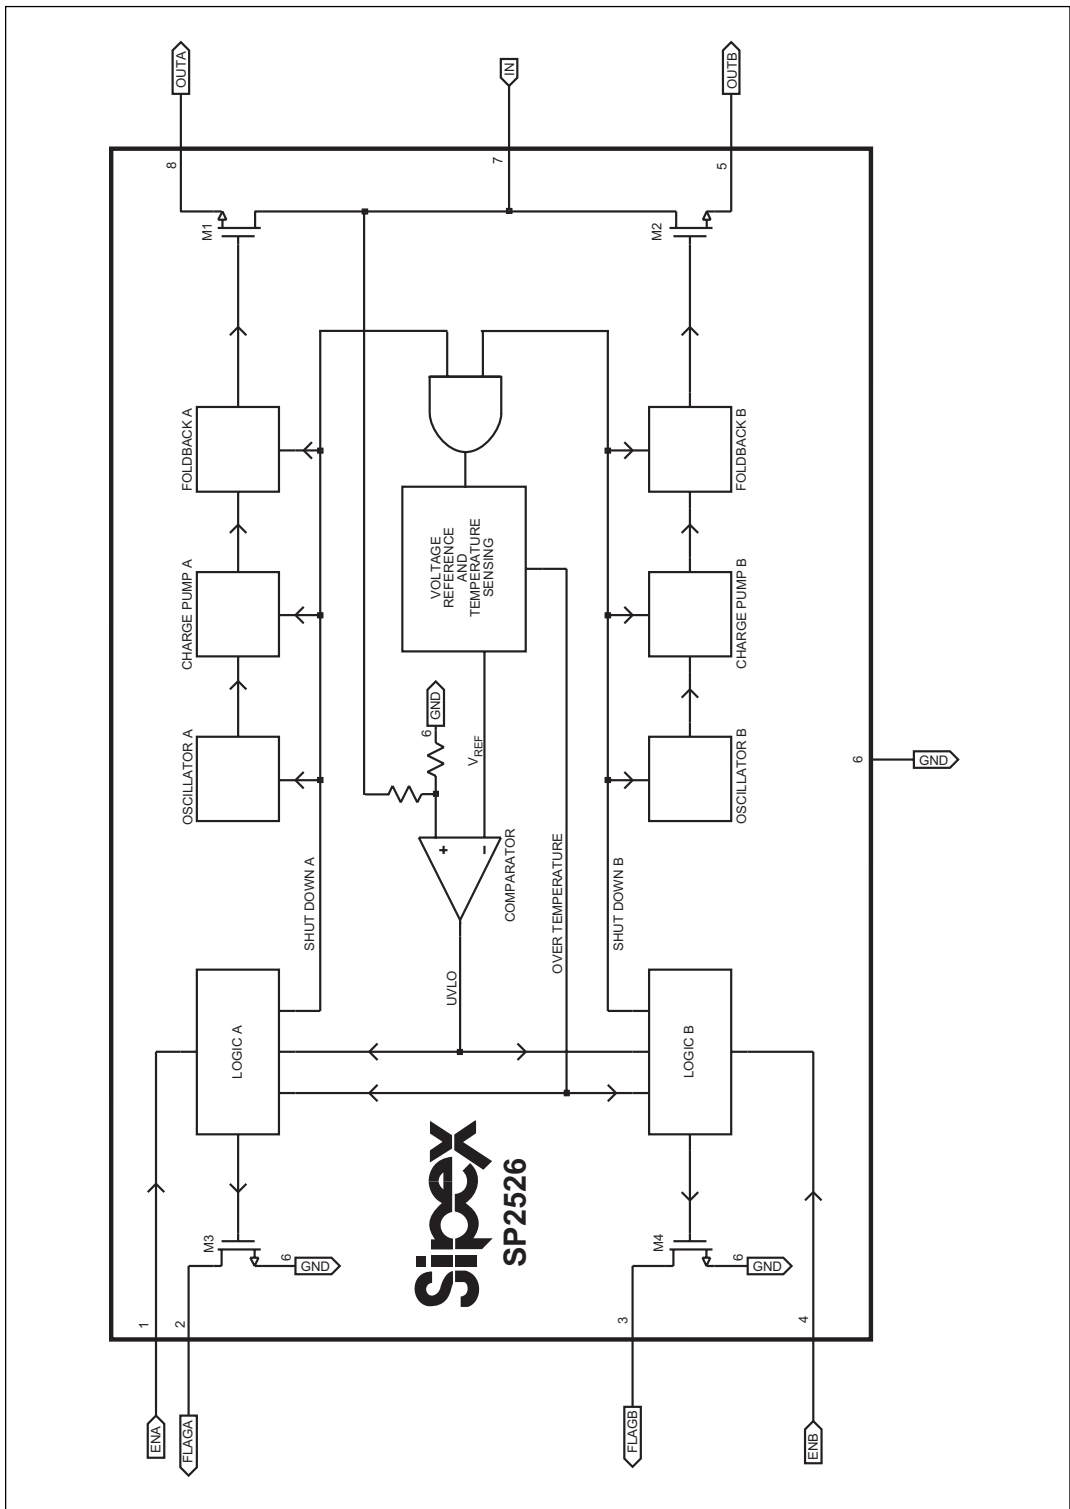 ENA
1
FLAGA
2
M3
6
GND
LOGIC A
SHUT DOWN A
OSCILLATOR A
CHARGE PUMP A
FOLDBACK A
M1
8
OUTA
Sipex
SP2526
UVLO
COMPARATOR
+
–
6
GND
VREF
VOLTAGE
REFERENCE
AND
TEMPERATURE
SENSING
OVER TEMPERATURE
7
IN
FLAGB
3
M4
6
GND
ENB
4
LOGIC B
SHUT DOWN B
OSCILLATOR B
CHARGE PUMP B
FOLDBACK B
M2
5
OUTB
6
GND